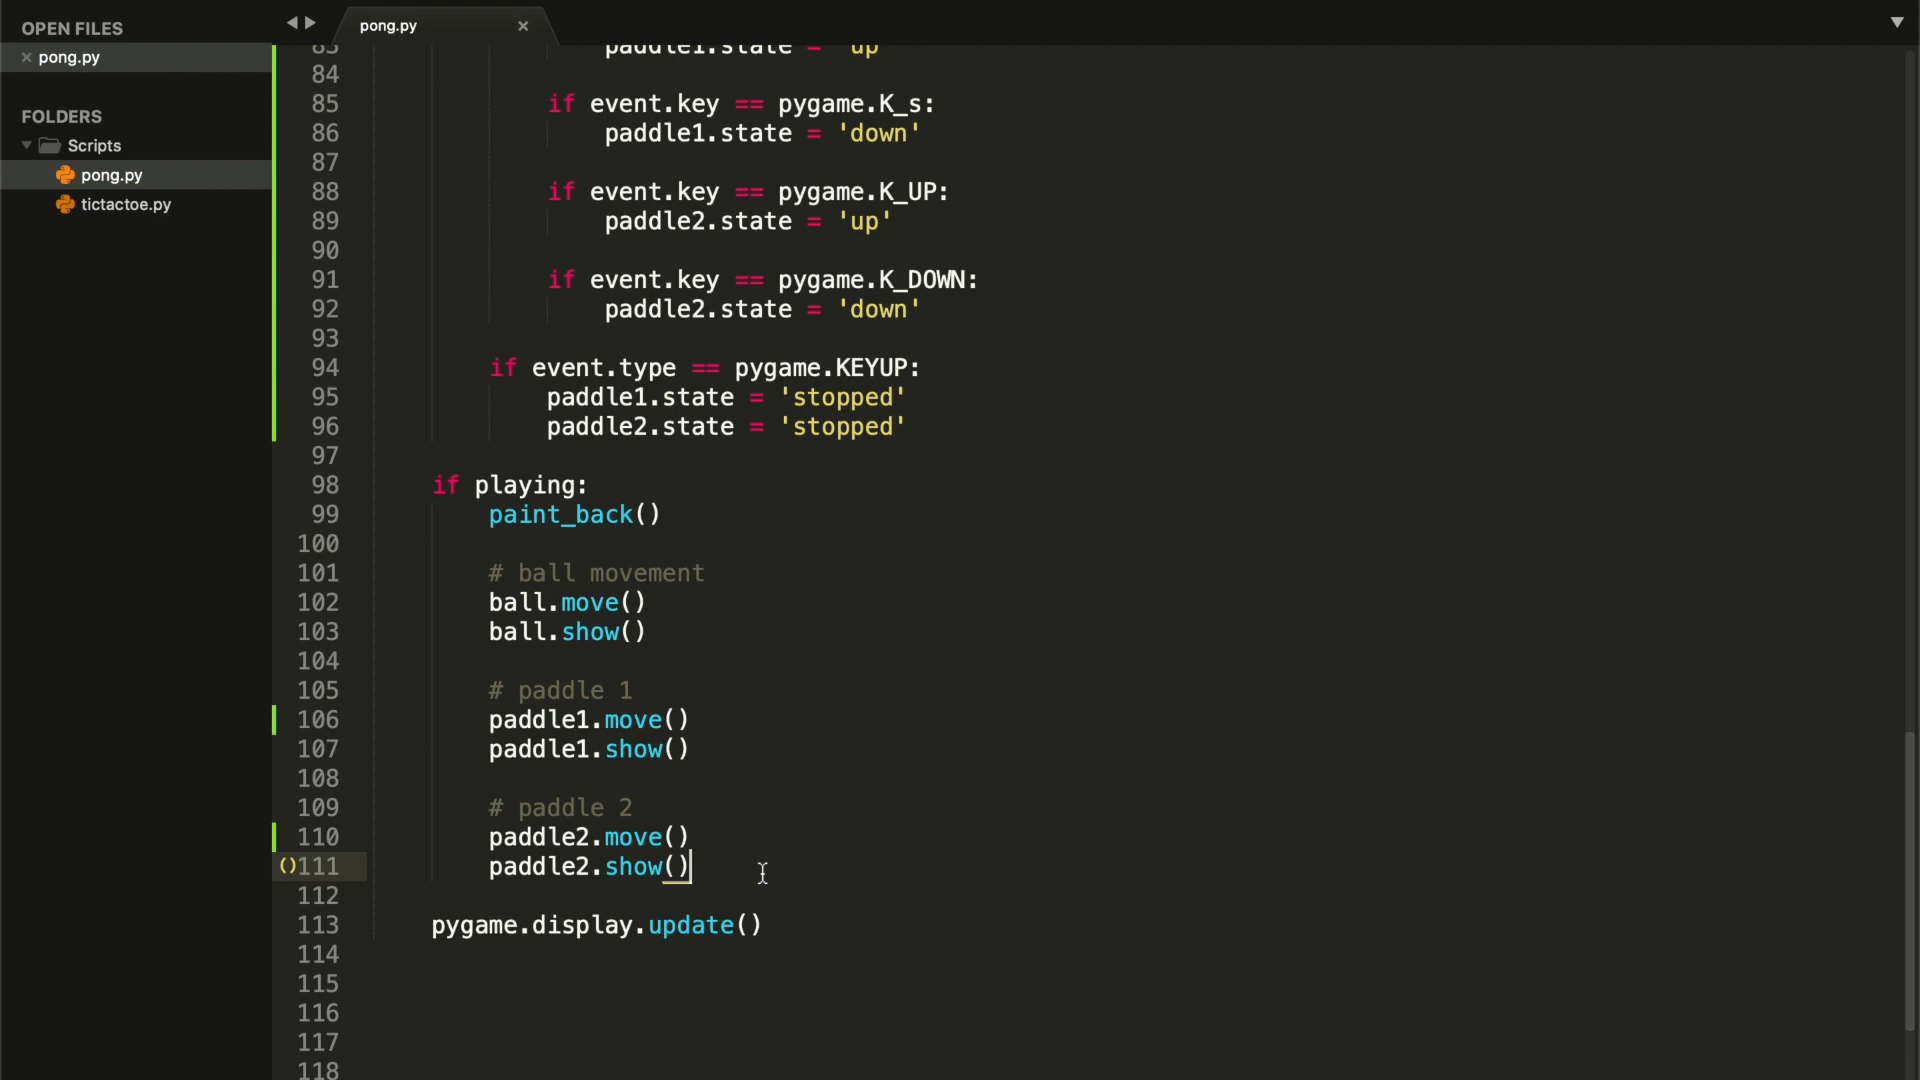 OPEN FILES
pong.py
FOLDERS
Scripts
pong.py
tictactoe.py
pong.py
83 paddle1.state = 'up'
84
85 if event.key == pygame.K_s:
86 paddle1.state = 'down'
87
88 if event.key == pygame.K_UP:
89 paddle2.state = 'up'
90
91 if event.key == pygame.K_DOWN:
92 paddle2.state = 'down'
93
94 if event.type == pygame.KEYUP:
95 paddle1.state = 'stopped'
96 paddle2.state = 'stopped'
97
98 if playing:
99 paint_back()
100
101 # ball movement
102 ball.move()
103 ball.show()
104
105 # paddle 1
106 paddle1.move()
107 paddle1.show()
108
109 # paddle 2
110 paddle2.move()
()111 paddle2.show()
112
113 pygame.display.update()
114
115
116
117
118